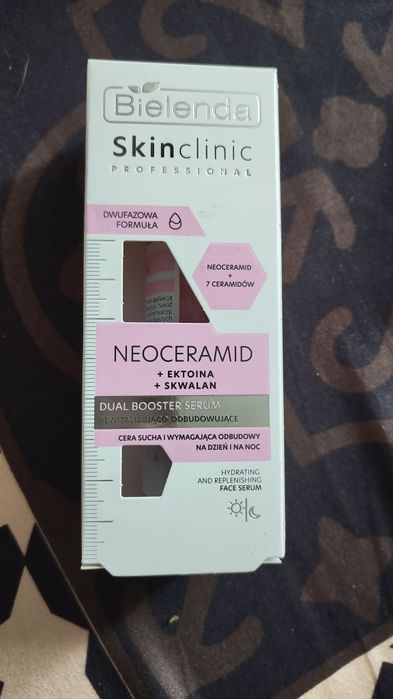 Bielenda
Skinclinic
PROFESSIONAL
DWUFAZOWA
FORMUŁA
NEOCERAMID
+
7 CERAMIDÓW
NEOCERAMID
+ EKTOINA
+ SKWALAN
DUAL BOOSTER SERUM
REWITALIZUJĄCO-ODBUDOWUJĄCE
CERA SUCHA I WYMAGAJĄCA ODBUDOWY
NA DZIEŃ I NA NOC
HYDRATING
AND REPLENISHING
FACE SERUM